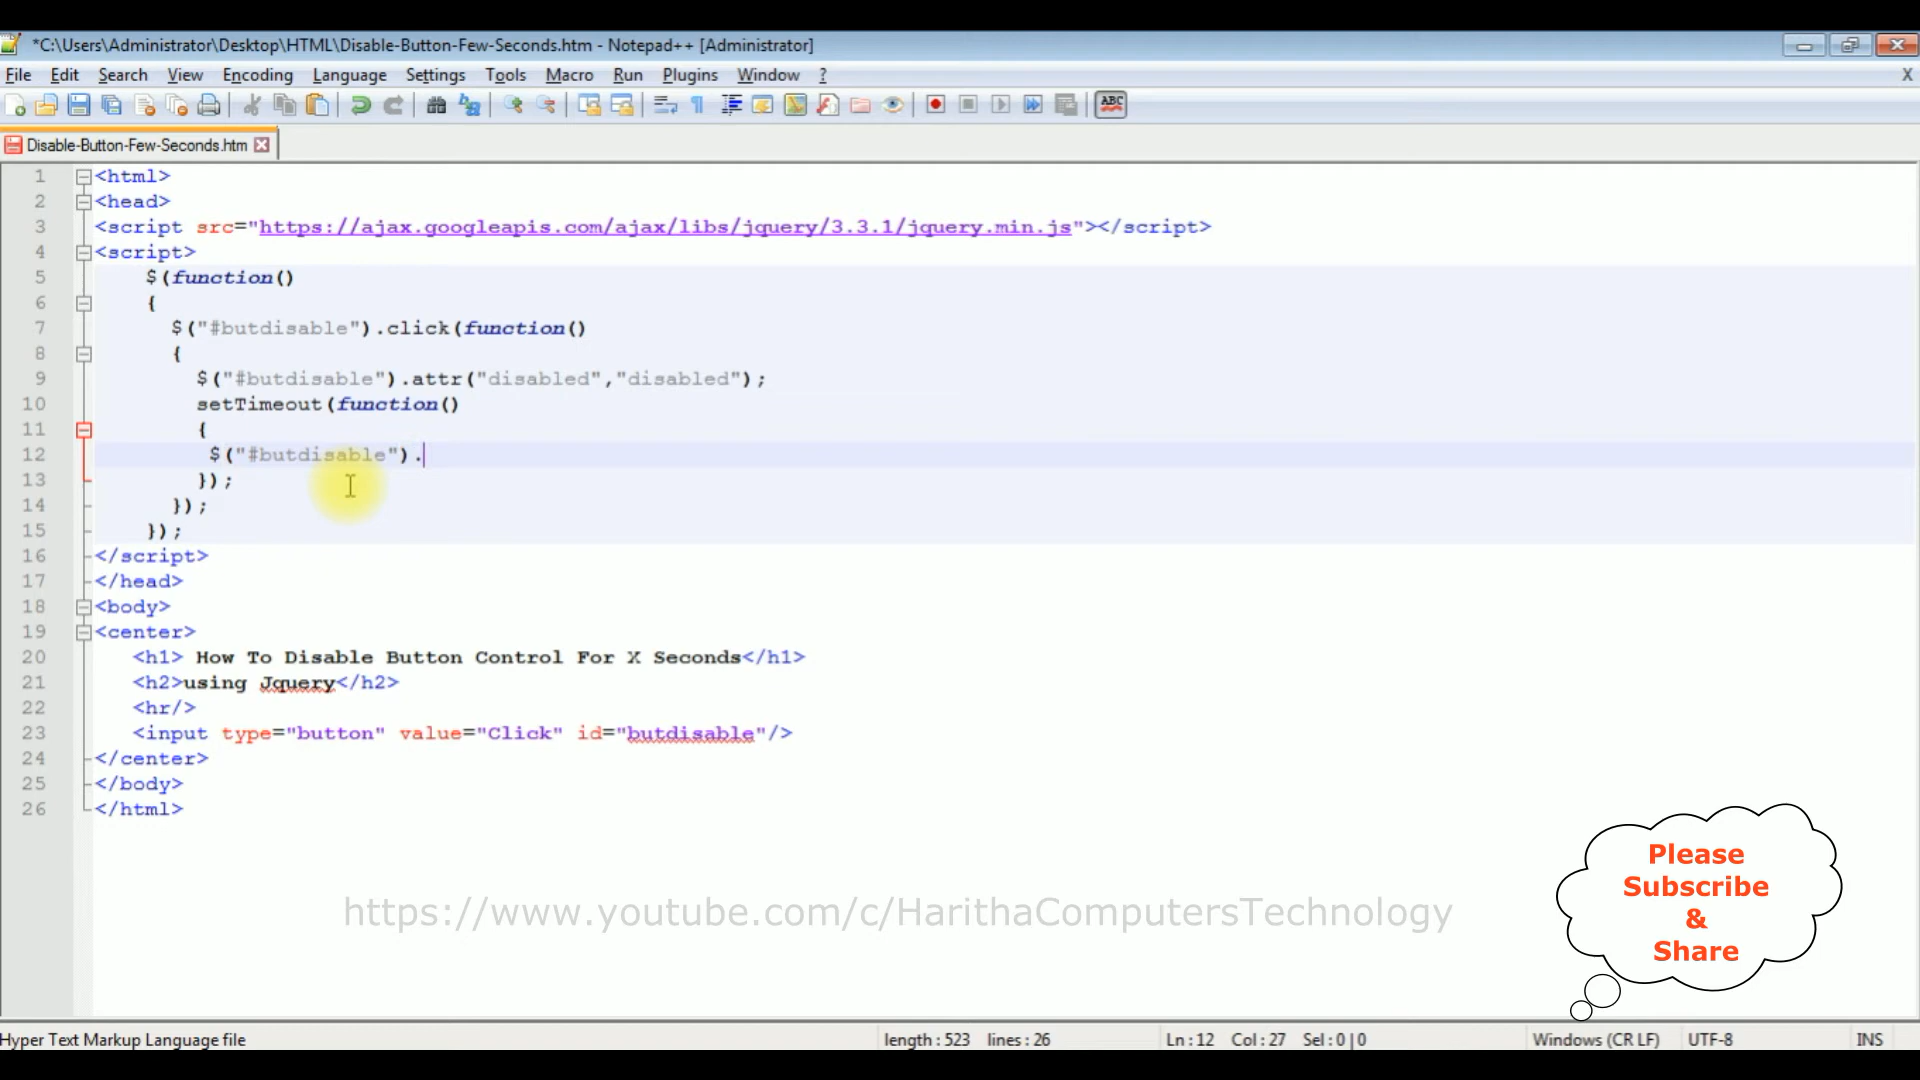 *C:\Users\Administrator\Desktop\HTML\Disable-Button-Few-Seconds.htm - Notepad++ [Administrator]
File Edit Search View Encoding Language Settings Tools Macro Run Plugins Window ? X
ABC
Disable-Button-Few-Seconds.htm
1 <html>
2 <head>
3 <script src="https://ajax.googleapis.com/ajax/libs/jquery/3.3.1/jquery.min.js"></script>
4 <script>
5 $(function()
6 {
7 $("#butdisable").click(function()
8 {
9 $("#butdisable").attr("disabled","disabled");
10 setTimeout(function()
11 {
12 $("#butdisable").
13 });
14 });
15 });
16 </script>
17 </head>
18 <body>
19 <center>
20 <h1> How To Disable Button Control For X Seconds</h1>
21 <h2>using Jquery</h2>
22 <hr/>
23 <input type="button" value="Click" id="butdisable"/>
24 </center>
25 </body>
26 </html>
Please
Subscribe
&
Share
https://www.youtube.com/c/HarithaComputersTechnology
Hyper Text Markup Language file length : 523 lines : 26 Ln : 12 Col : 27 Sel : 0 | 0 Windows (CR LF) UTF-8 INS